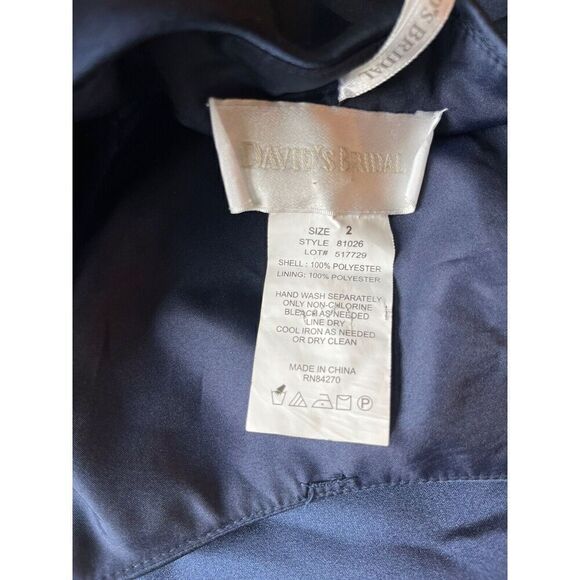 D'S BRIDAL
DAVID'S BRIDAL
SIZE 2
STYLE 81026
LOT# 517729
SHELL : 100% POLYESTER
LINING: 100% POLYESTER
HAND WASH SEPARATELY
ONLY NON-CHLORINE
BLEACH AS NEEDED
LINE DRY
COOL IRON AS NEEDED
OR DRY CLEAN
MADE IN CHINA
RN84270
P